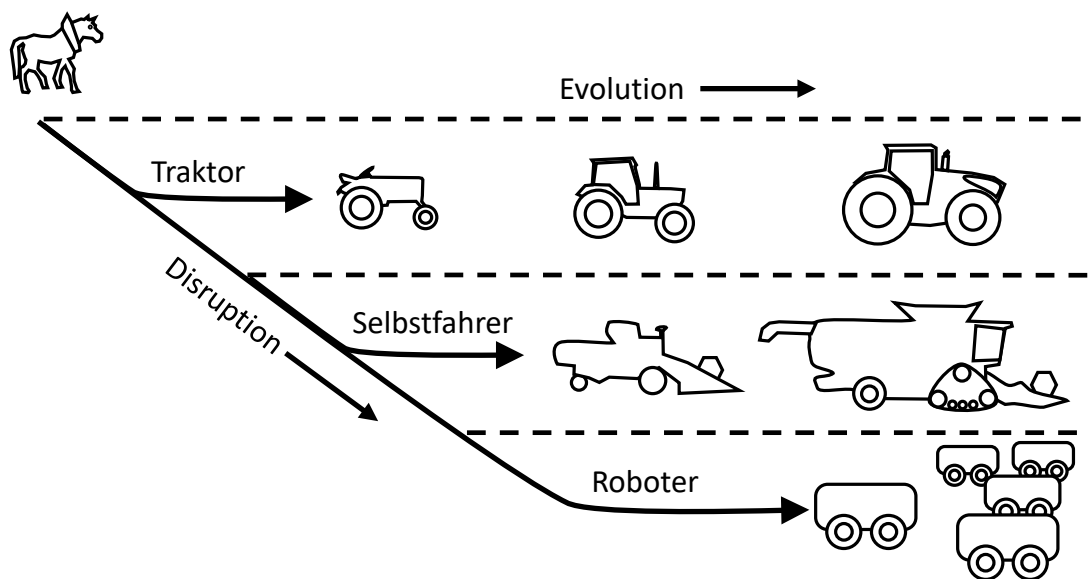 Evolution
Traktor
Disruption
Selbstfahrer
Roboter